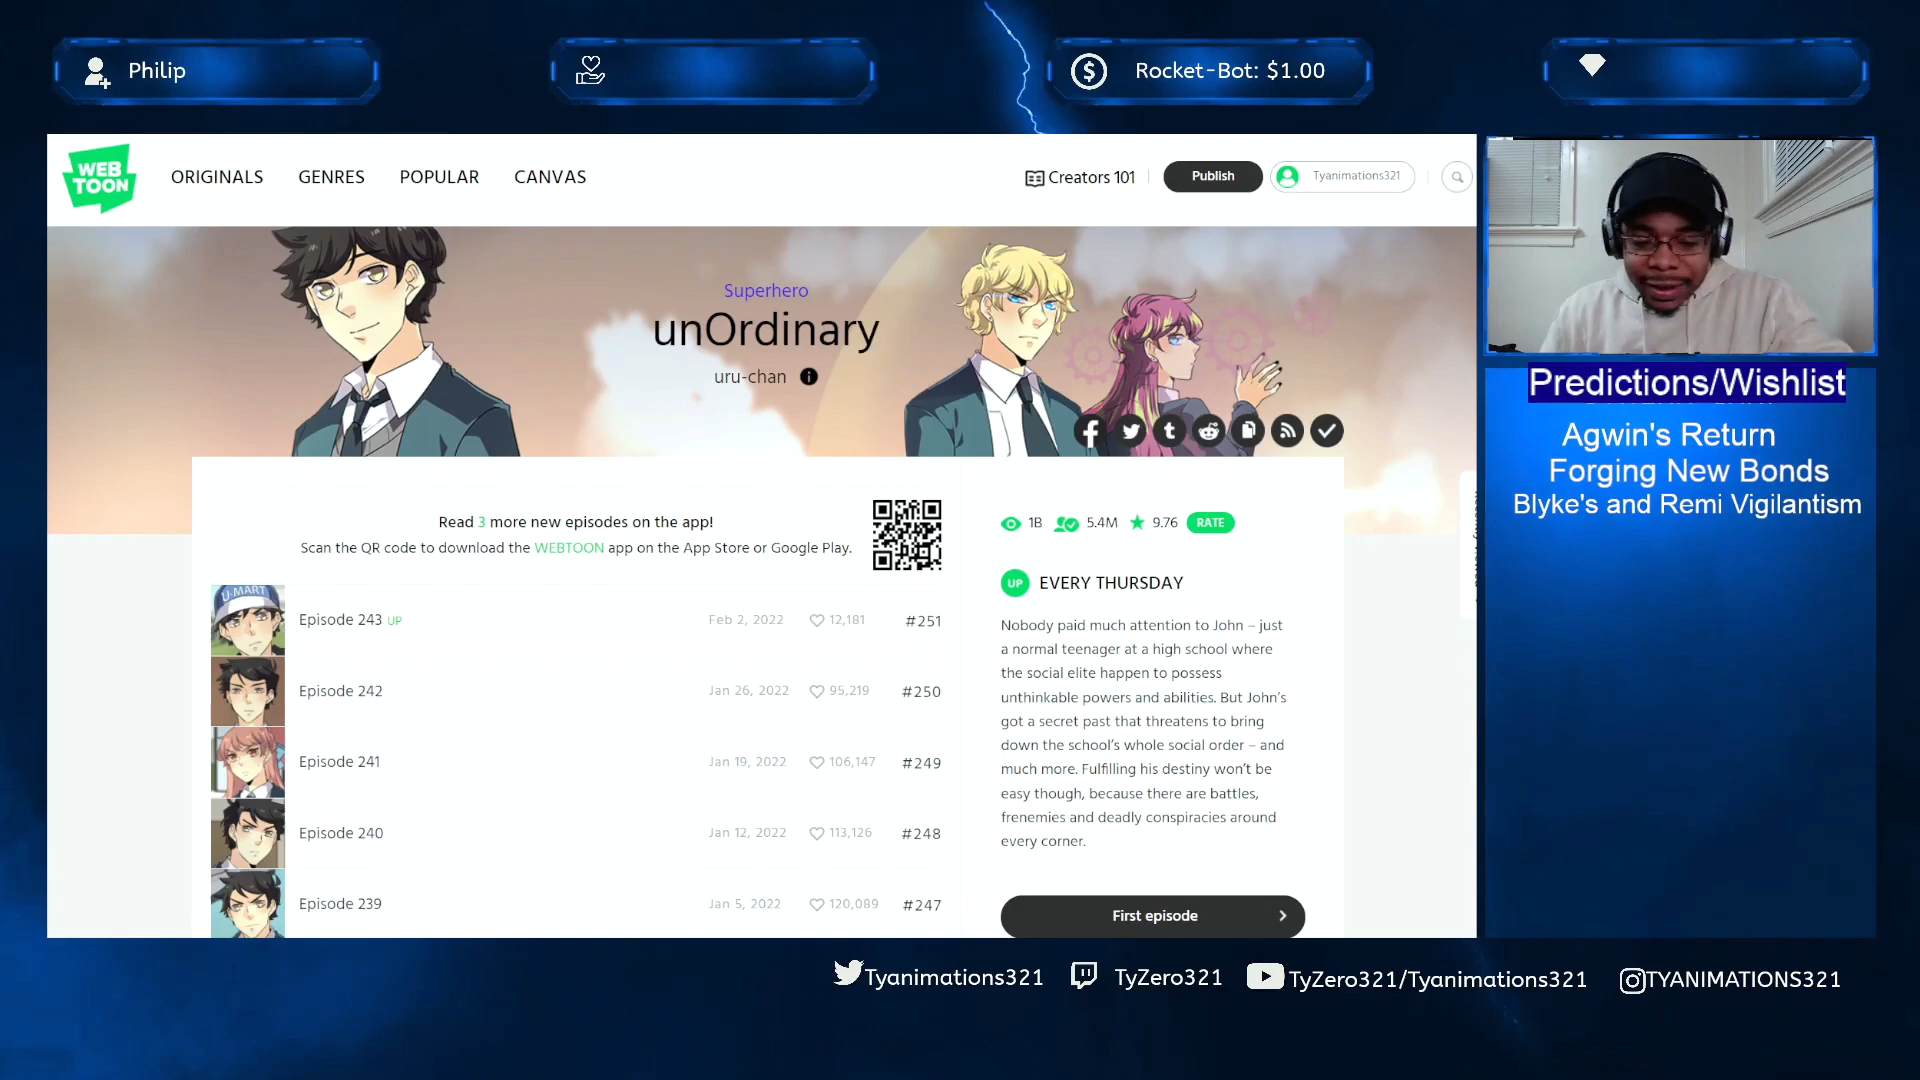 Philip
Rocket-Bot: $1.00
WEB
TOON
ORIGINALS
GENRES
POPULAR
CANVAS
Creators 101
Publish
Tyanimations321
Superhero
unOrdinary
uru-chan
Predictions/Wishlist
Agwin's Return
Forging New Bonds
Blyke's and Remi Vigilantism
Read 3 more new episodes on the app!
Scan the QR code to download the WEBTOON app on the App Store or Google Play.
1B 5.4M 9.76 RATE
UP EVERY THURSDAY
Nobody paid much attention to John – just
a normal teenager at a high school where
the social elite happen to possess
unthinkable powers and abilities. But John's
got a secret past that threatens to bring
down the school's whole social order – and
much more. Fulfilling his destiny won't be
easy though, because there are battles,
frenemies and deadly conspiracies around
every corner.
First episode
U-MART
Episode 243 UP Feb 2, 2022 12,181 #251
Episode 242 Jan 26, 2022 95,219 #250
Episode 241 Jan 19, 2022 106,147 #249
Episode 240 Jan 12, 2022 113,126 #248
Episode 239 Jan 5, 2022 120,089 #247
Tyanimations321
TyZero321
TyZero321/Tyanimations321
TYANIMATIONS321